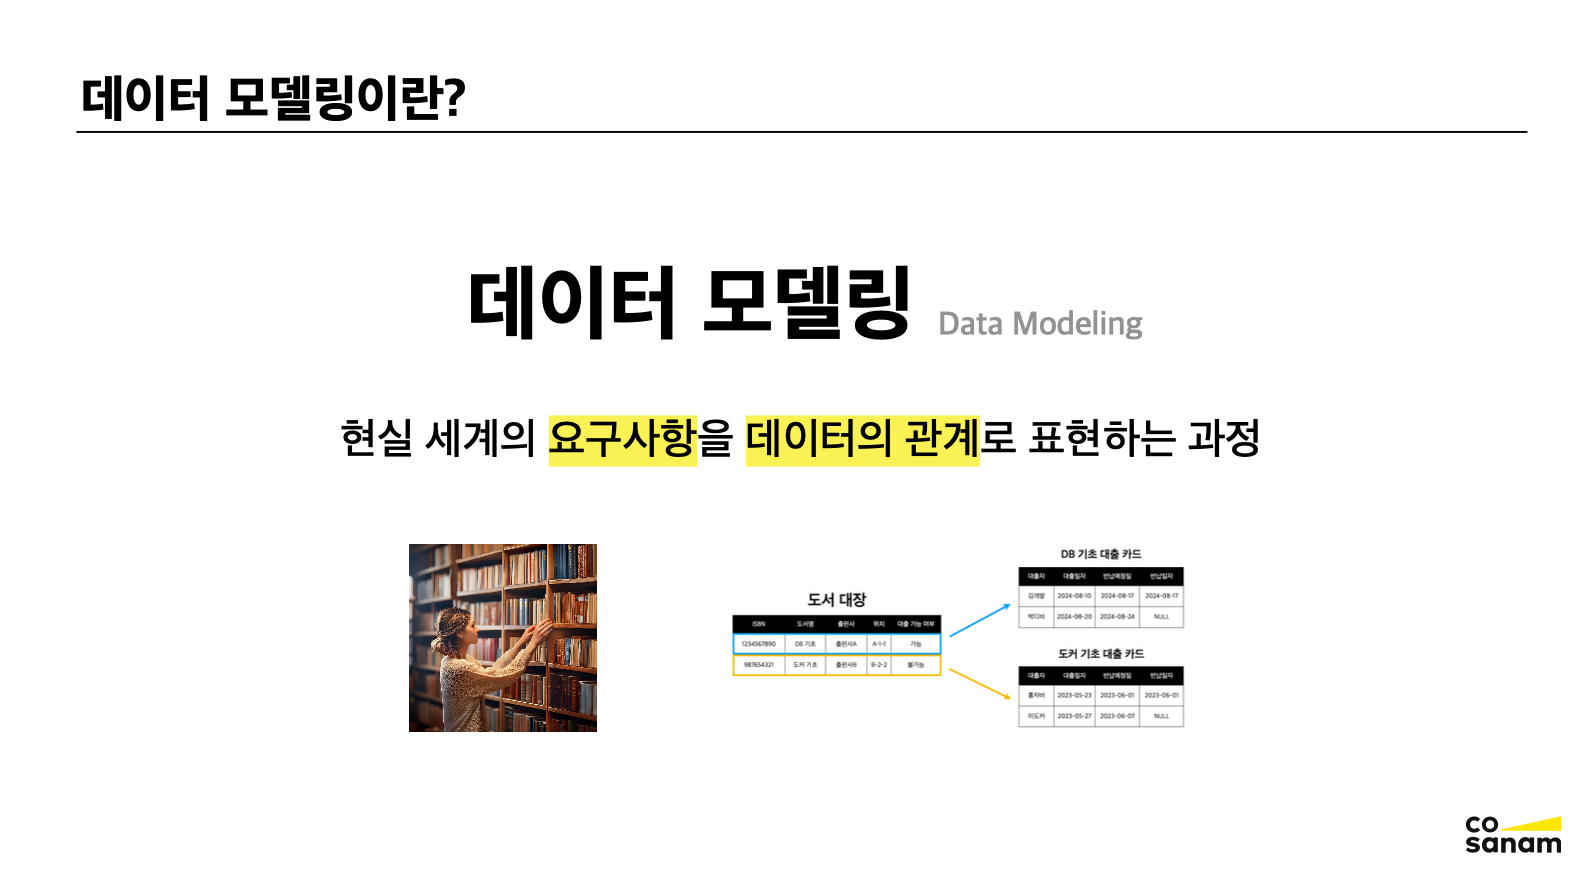 데이터 모델링이란?
데이터 모델링 Data Modeling
현실 세계의 요구사항을 데이터의 관계로 표현하는 과정
도서 대장
ISBN 도서명 출판사 위치 대출 가능 여부
1234567890 DB 기초 출판사A A-1-1 가능
987654321 도커 기초 출판사B B-2-2 불가능
DB 기초 대출 카드
대출자 대출일자 반납예정일 반납일자
김개발 2024-08-10 2024-08-17 2024-08-17
박디비 2024-08-20 2024-08-24 NULL
도커 기초 대출 카드
대출자 대출일자 반납예정일 반납일자
홍자바 2023-05-23 2023-06-01 2023-06-01
이도커 2023-05-27 2023-06-07 NULL
co
sanam